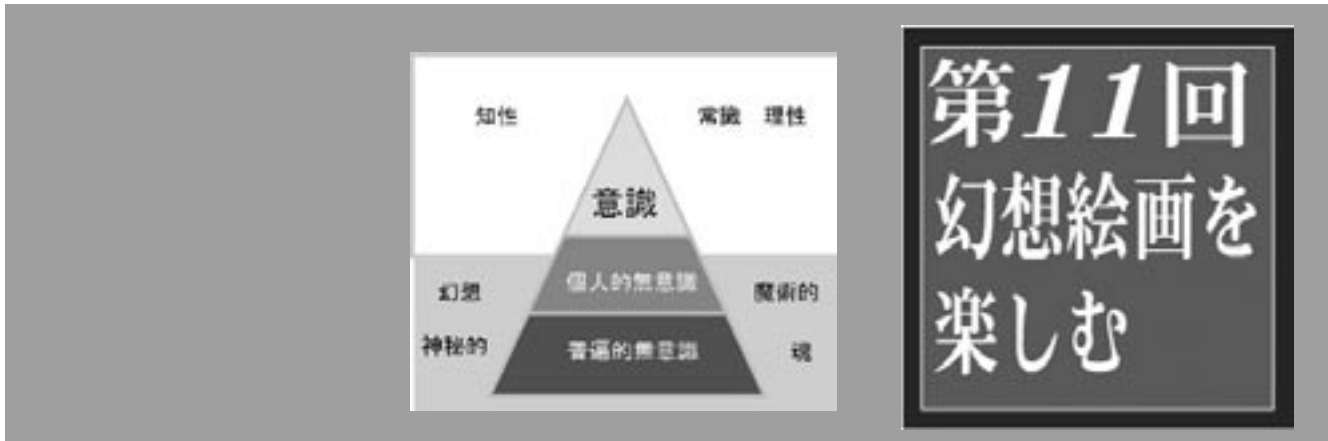 知性
常識 理性
意識
個人的無意識
幻想
魔術的
神秘的
普遍的無意識
魂
第11回
幻想絵画を
楽しむ